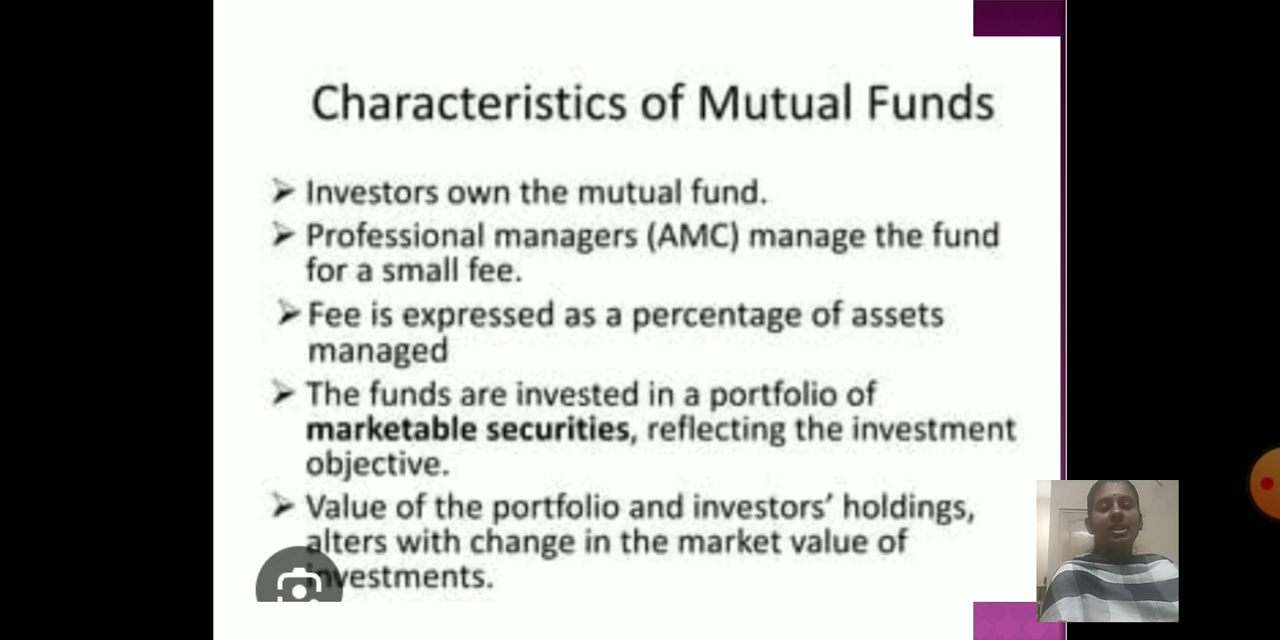 Characteristics of Mutual Funds
➢ Investors own the mutual fund.
➢ Professional managers (AMC) manage the fund
for a small fee.
➢ Fee is expressed as a percentage of assets
managed
➢ The funds are invested in a portfolio of
marketable securities, reflecting the investment
objective.
➢ Value of the portfolio and investors’ holdings,
alters with change in the market value of
investments.